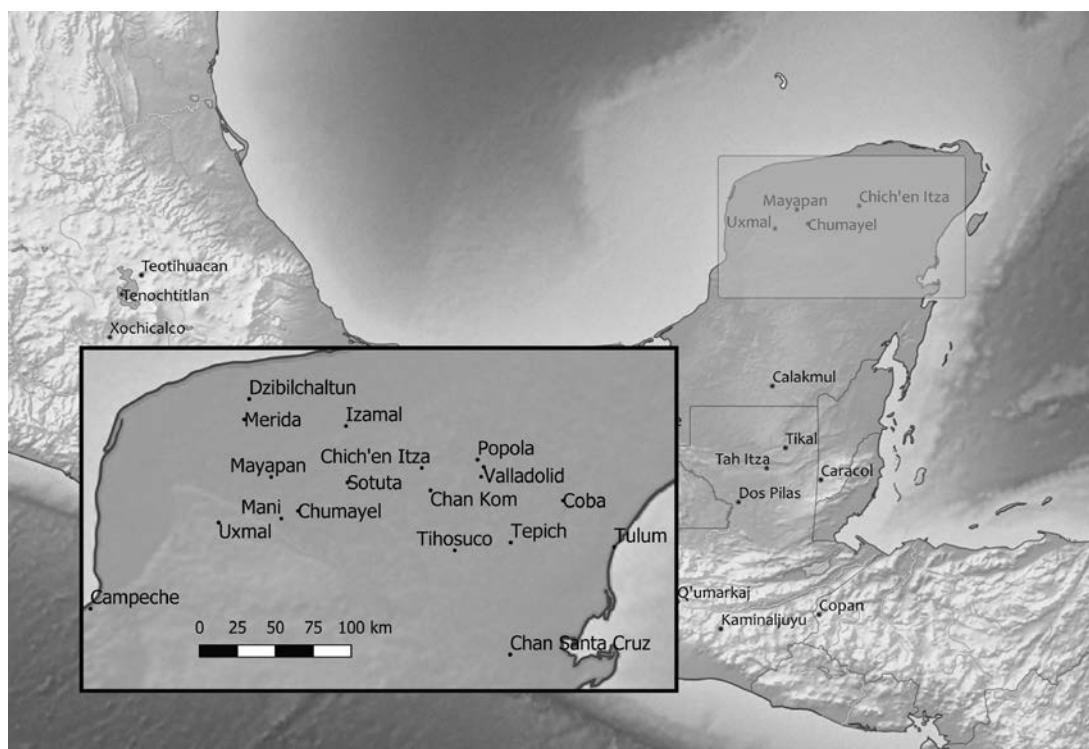 Chich'en Itza
Mayapan
Uxmal
Chumayel
Teotihuacan
Tenochtitlan
Xochicalco
Calakmul
Tikal
Tah Itza
Caracol
Dos Pilas
Q'umarkaj
Copan
Kaminaljuyu
Dzibilchaltun
Merida
Izamal
Popola
Chich'en Itza
Mayapan
Valladolid
Sotuta
Chan Kom
Coba
Mani
Chumayel
Uxmal
Tihosuco
Tepich
Tulum
Campeche
0 25 50 75 100 km
Chan Santa Cruz